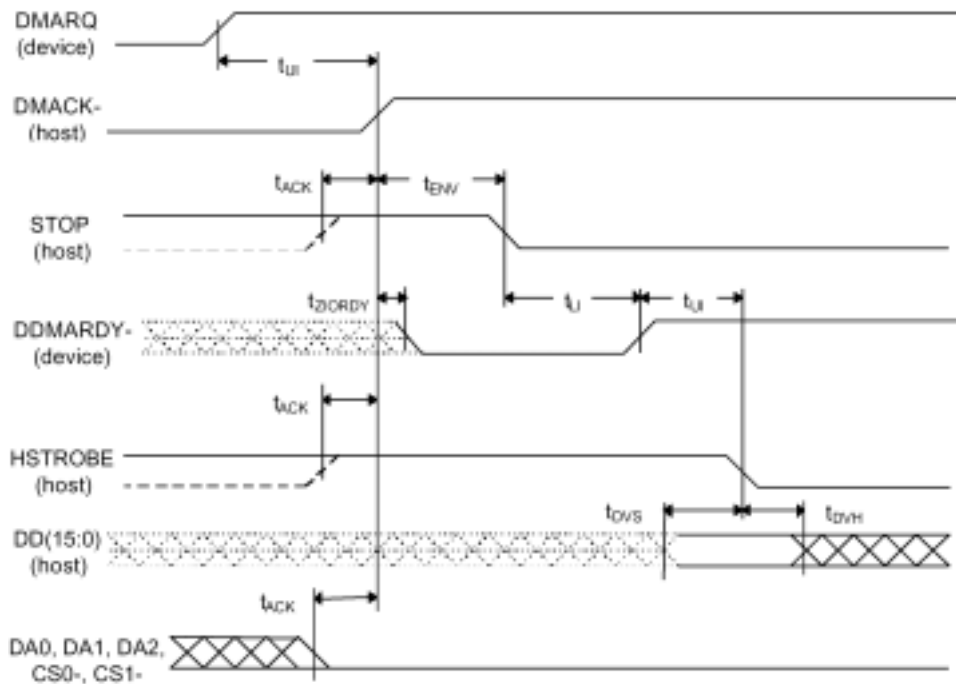 DMARQ
(device)
tUI
DMACK-
(host)
tACK
tENV
STOP
(host)
tZIORDY
tLI
tUI
DDMARDY-
(device)
tACK
HSTROBE
(host)
tDVS
tDVH
DD(15:0)
(host)
tACK
DA0, DA1, DA2,
CS0-, CS1-